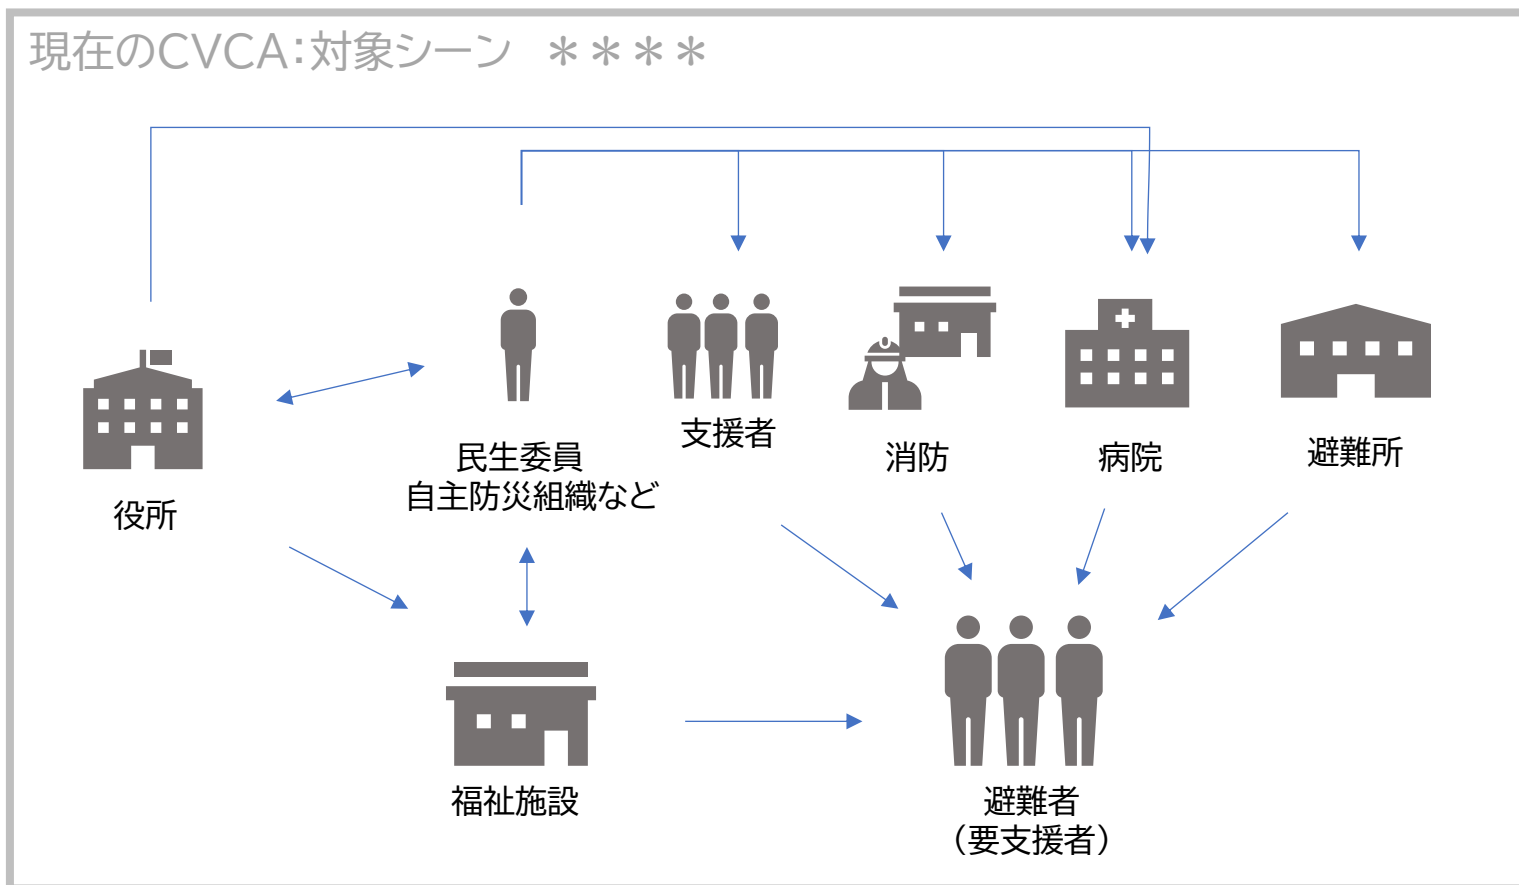 現在のCVCA：対象シーン　＊＊＊＊
支援者
消防
病院
避難所
民生委員
自主防災組織など
役所
福祉施設
避難者
（要支援者）